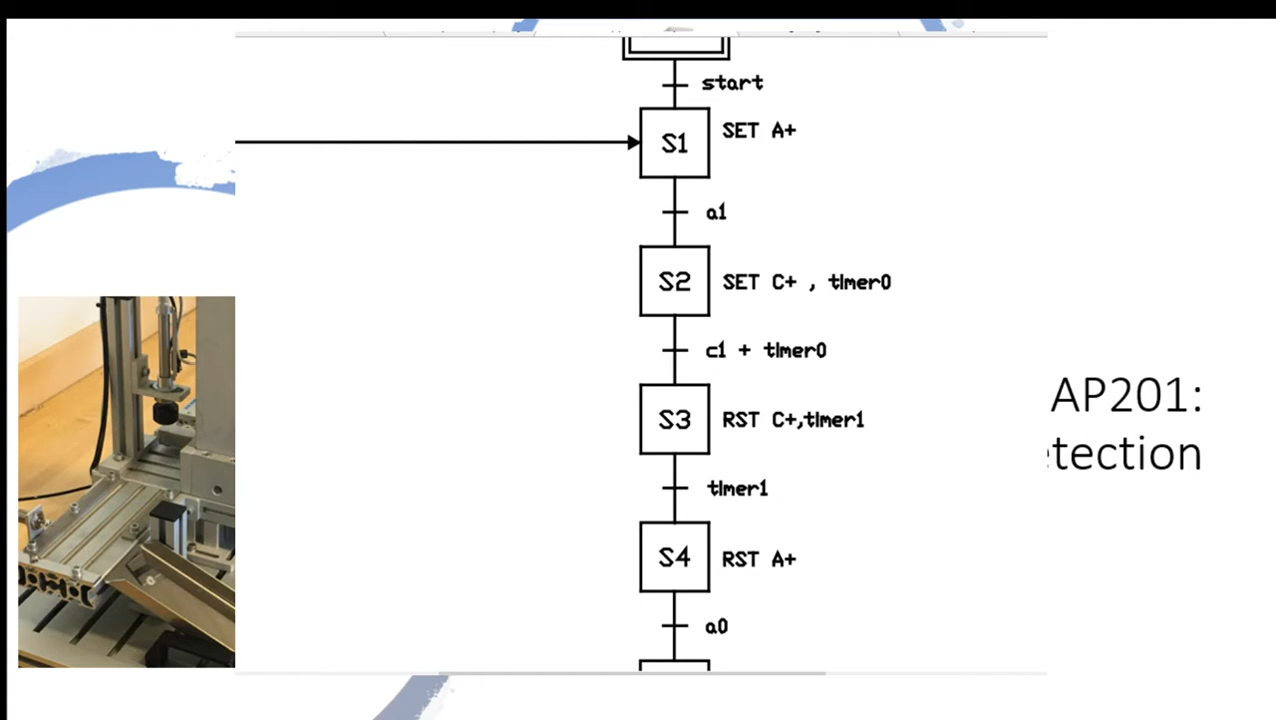 start
S1 SET A+
a1
S2 SET C+ , timer0
c1 + timer0
S3 RST C+,timer1
timer1
S4 RST A+
a0
AP201:
tection